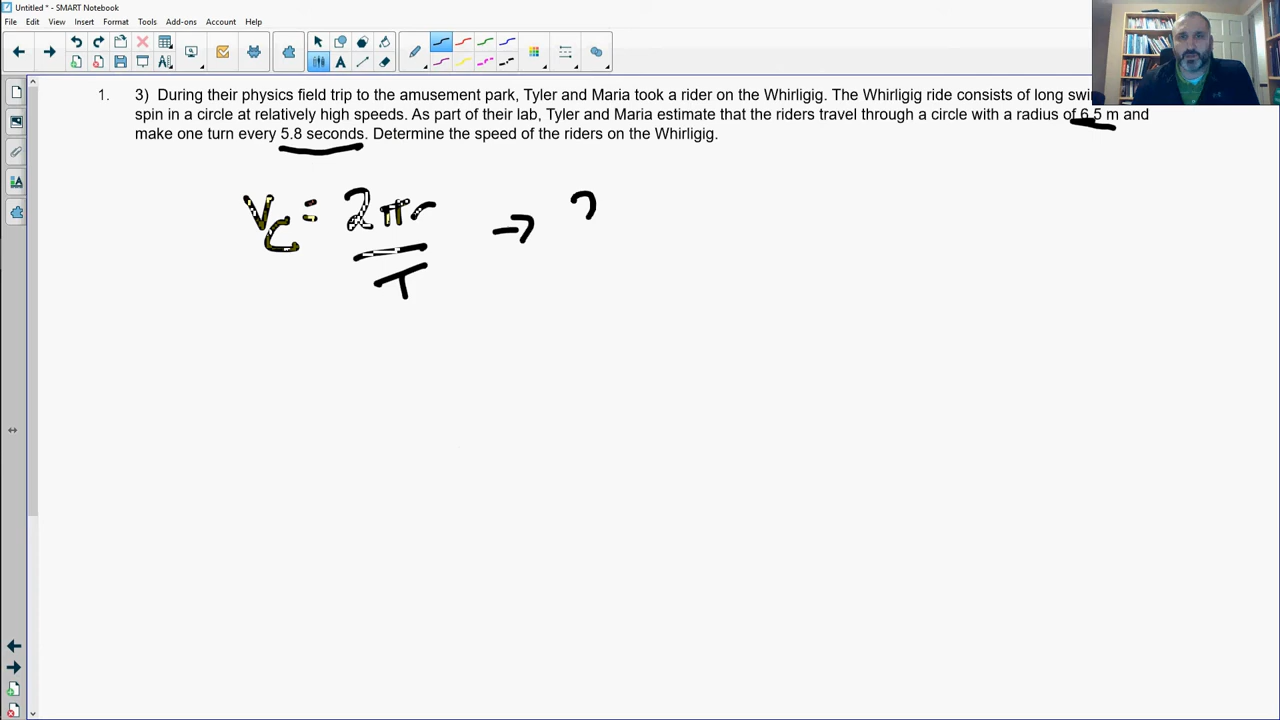 Untitled * - SMART Notebook
File Edit View Insert Format Tools Add-ons Account Help
1. 3) During their physics field trip to the amusement park, Tyler and Maria took a rider on the Whirligig. The Whirligig ride consists of long
spin in a circle at relatively high speeds. As part of their lab, Tyler and Maria estimate that the riders travel through a circle with a radius of 6.5 m and
make one turn every 5.8 seconds. Determine the speed of the riders on the Whirligig.
Vc = 2πr →
T